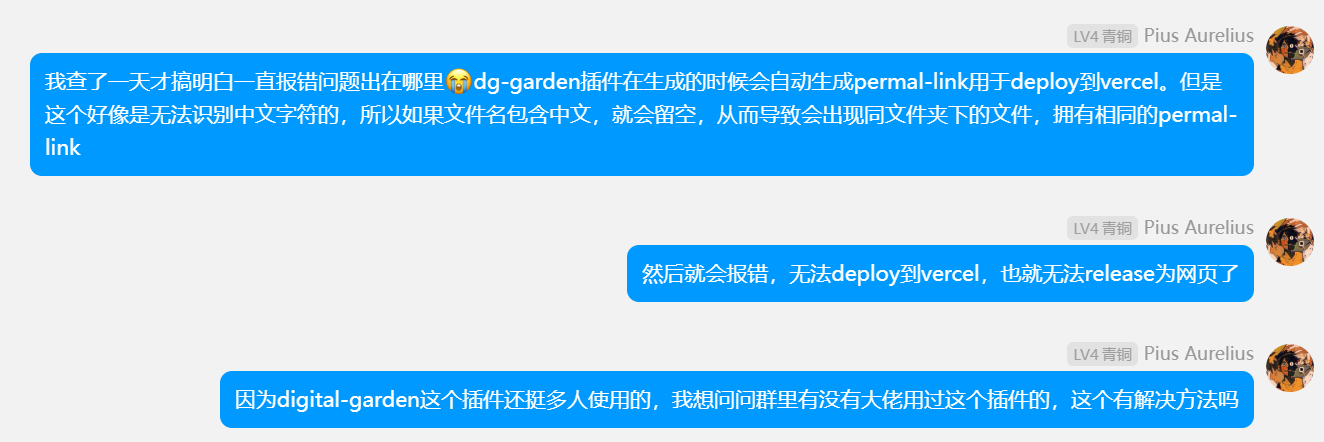 LV4 青铜 Pius Aurelius
我查了一天才搞明白一直报错问题出在哪里😭dg-garden插件在生成的时候会自动生成permal-link用于deploy到vercel。但是
这个好像是无法识别中文字符的，所以如果文件名包含中文，就会留空，从而导致会出现同文件夹下的文件，拥有相同的permal-
link
LV4 青铜 Pius Aurelius
然后就会报错，无法deploy到vercel，也就无法release为网页了
LV4 青铜 Pius Aurelius
因为digital-garden这个插件还挺多人使用的，我想问问群里有没有大佬用过这个插件的，这个有解决方法吗